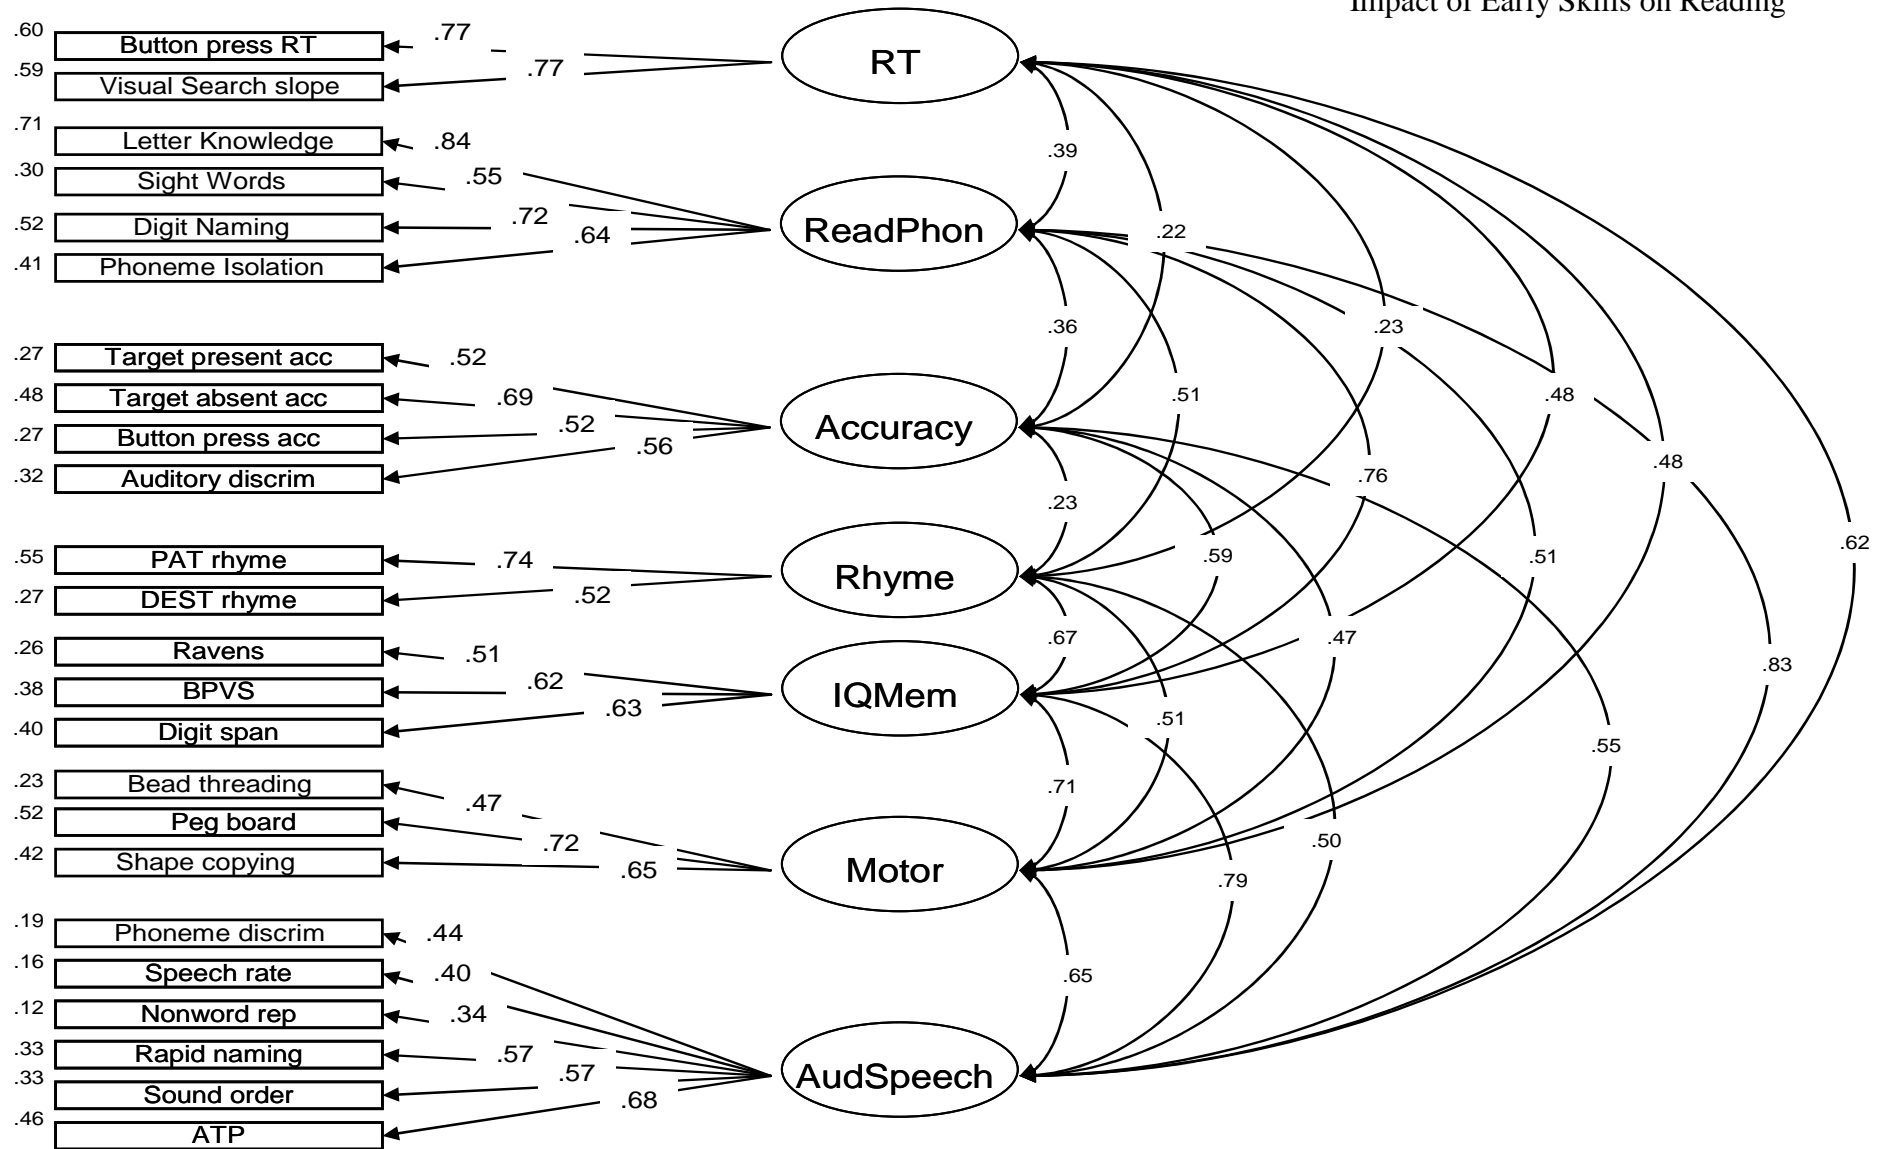 Impact of Early Skills on Reading
.60 Button press RT .77
.59 Visual Search slope .77
RT
.71 Letter Knowledge .84
.30 Sight Words .55
.52 Digit Naming .72
.41 Phoneme Isolation .64
ReadPhon
.27 Target present acc .52
.48 Target absent acc .69
.27 Button press acc .52
.32 Auditory discrim .56
Accuracy
.55 PAT rhyme .74
.27 DEST rhyme .52
Rhyme
.26 Ravens .51
.38 BPVS .62
.40 Digit span .63
IQMem
.23 Bead threading .47
.52 Peg board .72
.42 Shape copying .65
Motor
.19 Phoneme discrim .44
.16 Speech rate .40
.12 Nonword rep .34
.33 Rapid naming .57
.33 Sound order .57
.46 ATP .68
AudSpeech
.39
.22
.36
.23
.51
.48
.76
.48
.23
.59
.51
.62
.67
.47
.83
.51
.55
.71
.50
.79
.65